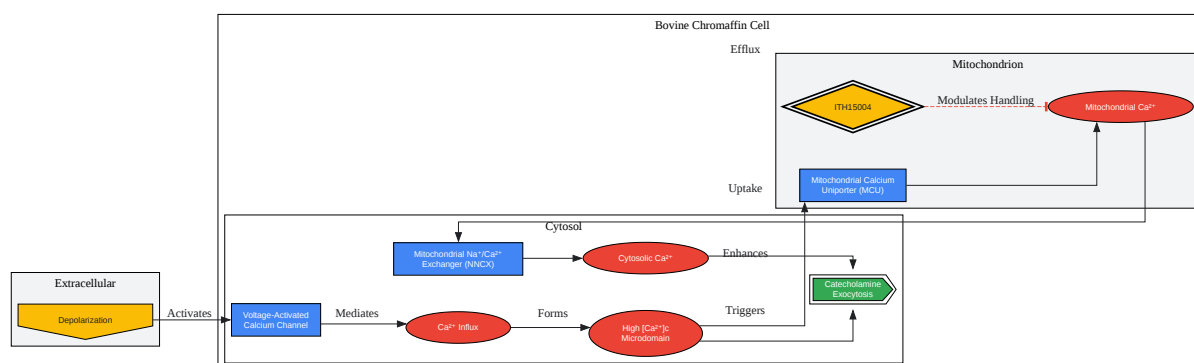 Bovine Chromaffin Cell
Efflux
Mitochondrion
ITH15004
Modulates Handling
Mitochondrial Ca²⁺
Mitochondrial Calcium
Uniporter (MCU)
Uptake
Cytosol
Mitochondrial Na⁺/Ca²⁺
Exchanger (NNCX)
Cytosolic Ca²⁺
Enhances
Catecholamine
Exocytosis
Extracellular
Depolarization
Activates
Voltage-Activated
Calcium Channel
Mediates
Ca²⁺ Influx
Forms
High [Ca²⁺]c
Microdomain
Triggers